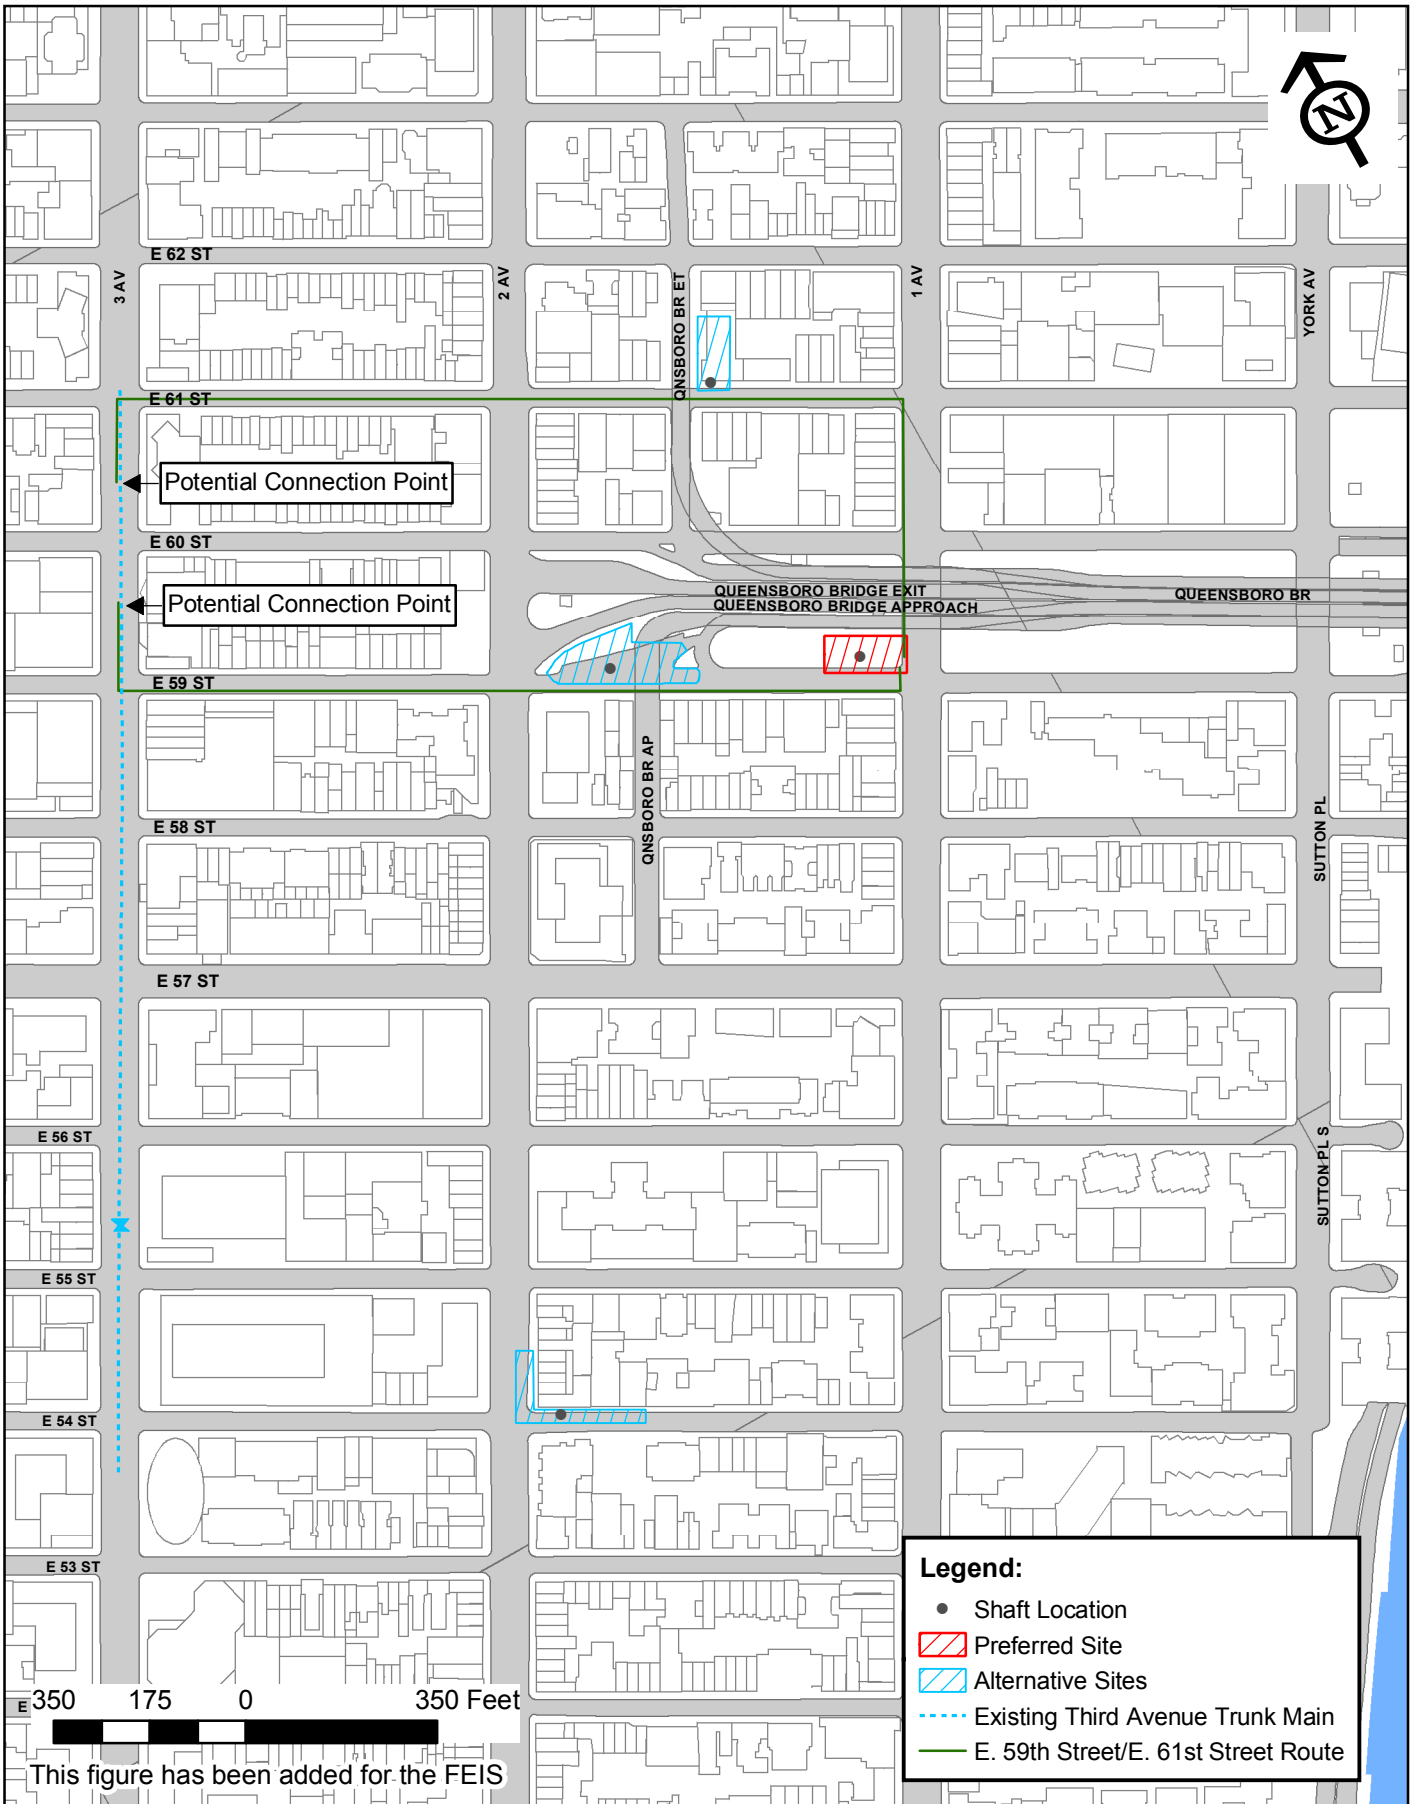 N
E 62 ST
3 AV
2 AV
QNSBORO BR ET
1 AV
YORK AV
E 61 ST
Potential Connection Point
E 60 ST
Potential Connection Point
QUEENSBORO BRIDGE EXIT
QUEENSBORO BR
QUEENSBORO BRIDGE APPROACH
E 59 ST
QNSBORO BR AP
E 58 ST
SUTTON PL
E 57 ST
E 56 ST
SUTTON PL S
E 55 ST
E 54 ST
E 53 ST
E
350 175 0 350 Feet
This figure has been added for the FEIS
Legend:
Shaft Location
Preferred Site
Alternative Sites
Existing Third Avenue Trunk Main
E. 59th Street/E. 61st Street Route